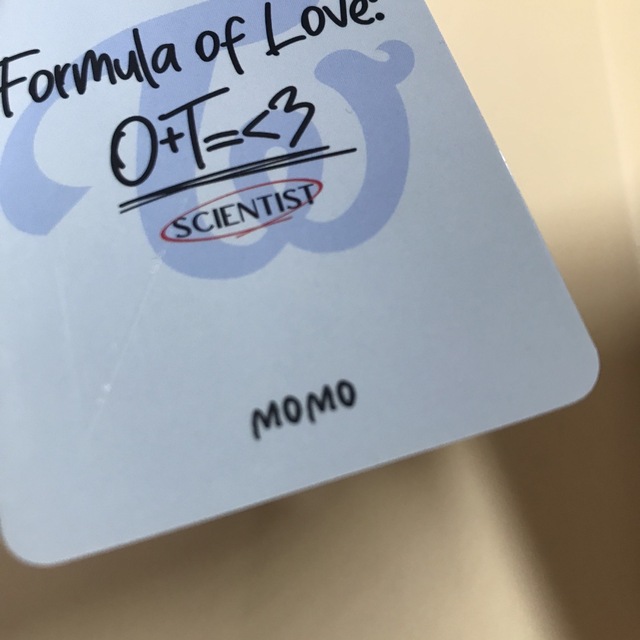 Formula of Love:
O+T=<3
SCIENTIST
MOMO